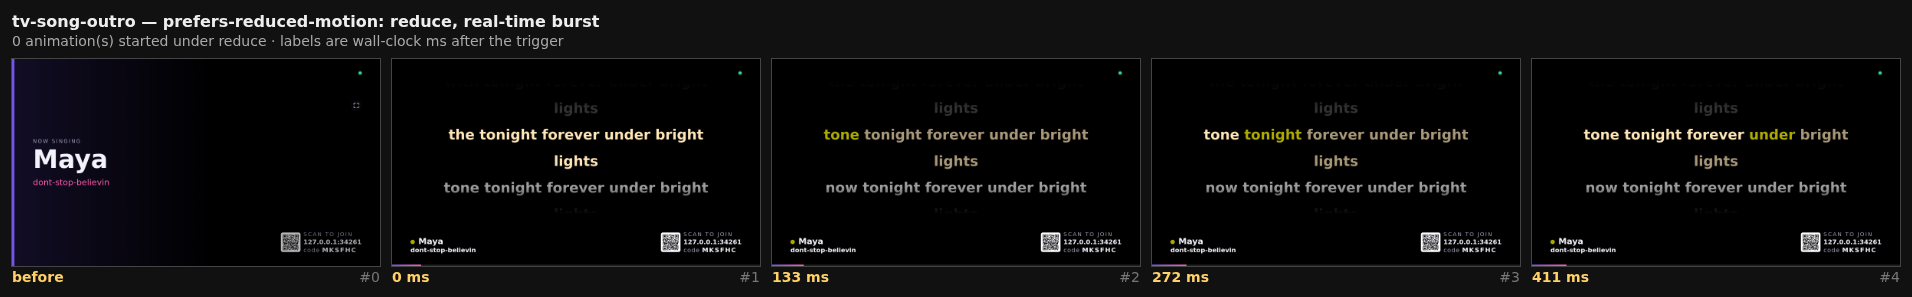 tv-song-outro — prefers-reduced-motion: reduce, real-time burst
0 animation(s) started under reduce · labels are wall-clock ms after the trigger
NOW SINGING
Maya
dont-stop-believin
SCAN TO JOIN
127.0.0.1:34261
code MKSFHC
before #0
lights
the tonight forever under bright
lights
tone tonight forever under bright
lights
Maya
dont-stop-believin
SCAN TO JOIN
127.0.0.1:34261
code MKSFHC
0 ms #1
lights
tone tonight forever under bright
lights
now tonight forever under bright
lights
Maya
dont-stop-believin
SCAN TO JOIN
127.0.0.1:34261
code MKSFHC
133 ms #2
lights
tone tonight forever under bright
lights
now tonight forever under bright
lights
Maya
dont-stop-believin
SCAN TO JOIN
127.0.0.1:34261
code MKSFHC
272 ms #3
lights
tone tonight forever under bright
lights
now tonight forever under bright
lights
Maya
dont-stop-believin
SCAN TO JOIN
127.0.0.1:34261
code MKSFHC
411 ms #4